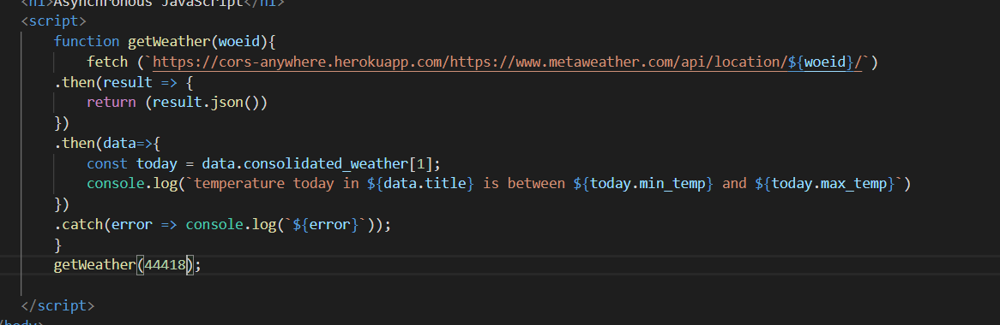 <h1>Asynchronous JavaScript</h1>
<script>
function getWeather(woeid){
fetch (`https://cors-anywhere.herokuapp.com/https://www.metaweather.com/api/location/${woeid}/`)
.then(result => {
return (result.json())
})
.then(data=>{
const today = data.consolidated_weather[1];
console.log(`temperature today in ${data.title} is between ${today.min_temp} and ${today.max_temp}`)
})
.catch(error => console.log(`${error}`));
}
getWeather(44418);
</script>
</body>